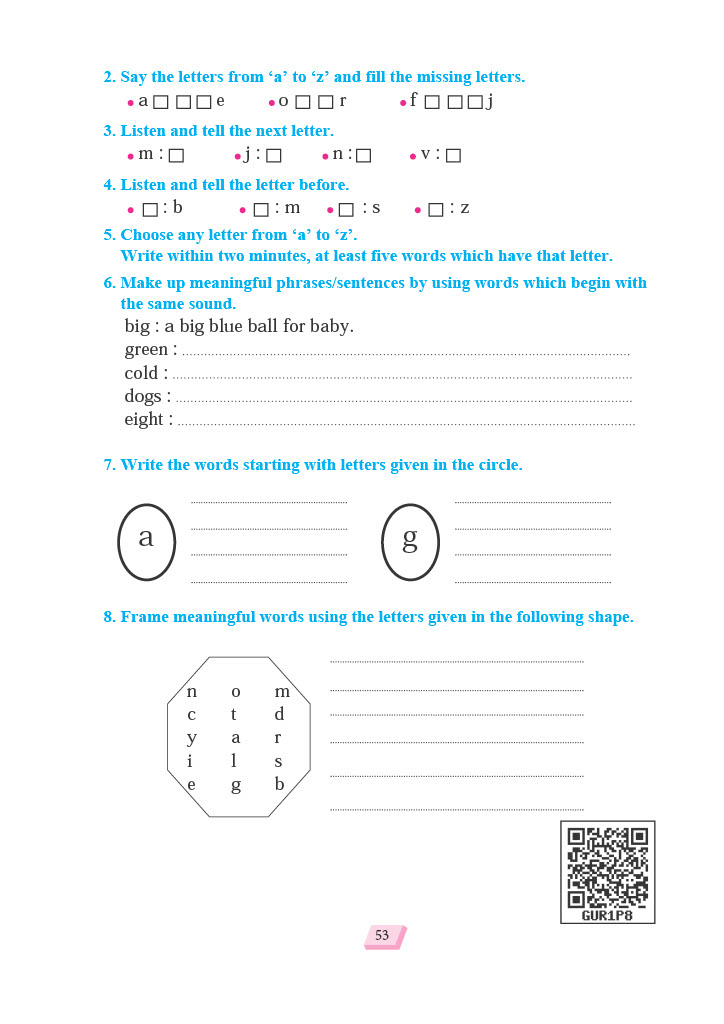 2. Say the letters from ‘a’ to ‘z’ and fill the missing letters.
• a □ □ □ e • o □ □ r • f □ □ □ j
3. Listen and tell the next letter.
• m : □ • j : □ • n : □ • v : □
4. Listen and tell the letter before.
• □ : b • □ : m • □ : s • □ : z
5. Choose any letter from ‘a’ to ‘z’.
Write within two minutes, at least five words which have that letter.
6. Make up meaningful phrases/sentences by using words which begin with
the same sound.
big : a big blue ball for baby.
green :
cold :
dogs :
eight :
7. Write the words starting with letters given in the circle.
a g
8. Frame meaningful words using the letters given in the following shape.
n o m
c t d
y a r
i l s
e g b
GUR1P8
53